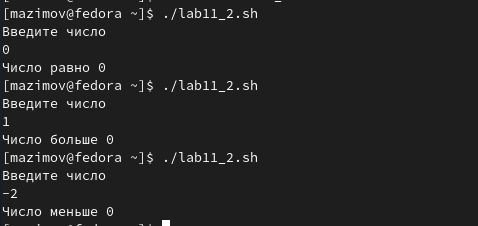 [mazimov@fedora ~]$ ./lab11_2.sh
Введите число
0
Число равно 0
[mazimov@fedora ~]$ ./lab11_2.sh
Введите число
1
Число больше 0
[mazimov@fedora ~]$ ./lab11_2.sh
Введите число
-2
Число меньше 0